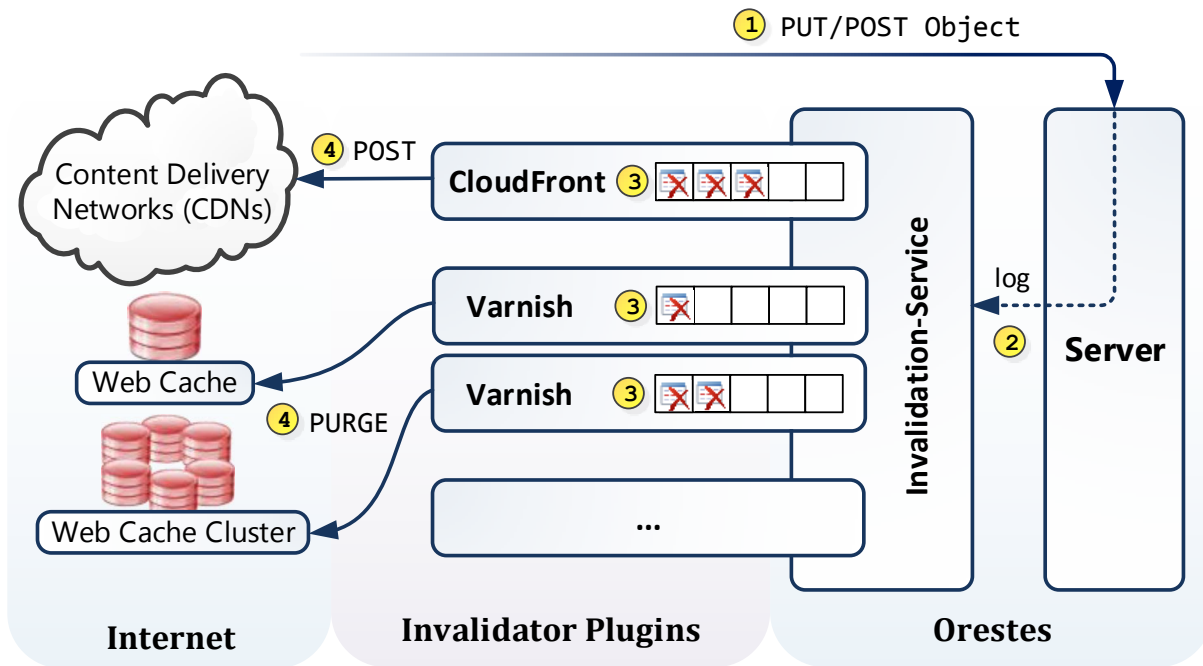 1 PUT/POST Object
4 POST
Content Delivery
Networks (CDNs)
CloudFront 3
Varnish 3
Web Cache
Varnish 3
4 PURGE
Web Cache Cluster
...
Invalidation-Service
log
2
Server
Internet
Invalidator Plugins
Orestes